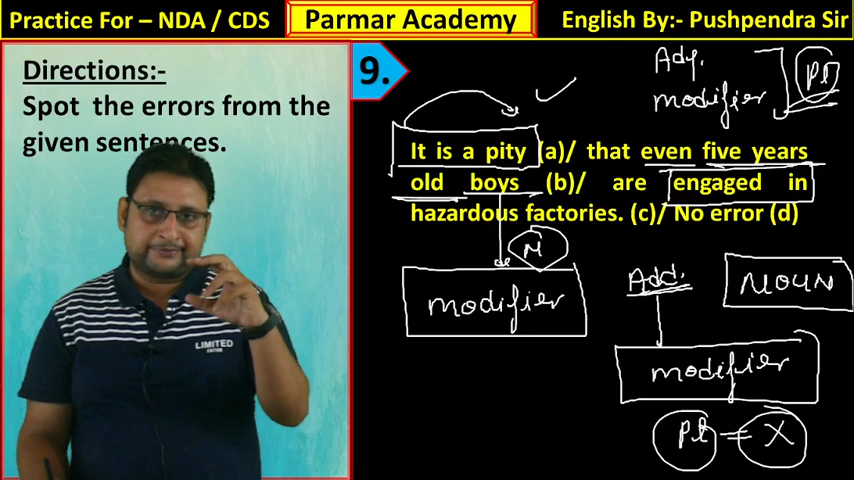 Practice For – NDA / CDS
Parmar Academy
English By:- Pushpendra Sir
Directions:-
Spot the errors from the
given sentences.
9.
Adj.
modifier
Pl
It is a pity (a)/ that even five years
old boys (b)/ are engaged in
hazardous factories. (c)/ No error (d)
N
modifier
Add.
NOUN
modifier
Pl = X
LIMITED
EDITION